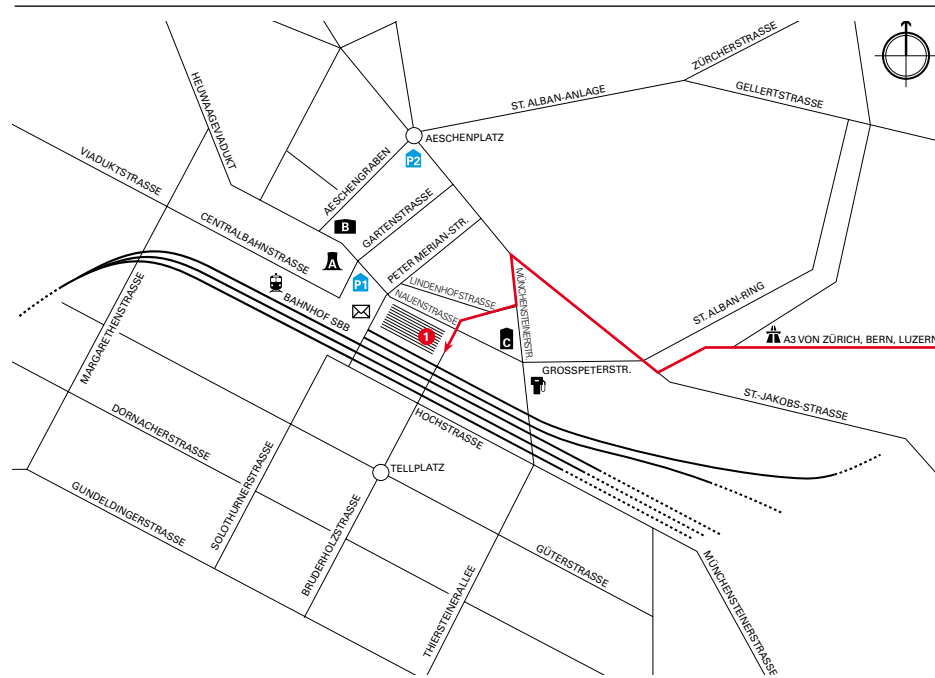 ZÜRCHERSTRASSE
HEUWAAGEVIADUKT
GELLERTSTRASSE
ST. ALBAN-ANLAGE
AESCHENPLATZ
VIADUKTSTRASSE
P2
AESCHENGRABEN
B
GARTENSTRASSE
CENTRALBAHNSTRASSE
PETER MERIAN-STR.
A
P1
LINDENHOFSTRASSE
MÜNCHENSTEINERSTR.
ST. ALBAN-RING
BAHNHOF SBB
NAUENSTRASSE
1
C
A3 VON ZÜRICH, BERN, LUZERN
MARGARETHENSTRASSE
GROSSPETERSTR.
ST.-JAKOBS-STRASSE
DORNACHERSTRASSE
HOCHSTRASSE
TELLPLATZ
SOLOTHURNERSTRASSE
GUNDELDINGERSTRASSE
BRUDERHOLZSTRASSE
GÜTERSTRASSE
THIERSTEINERALLEE
MÜNCHENSTEINERSTRASSE